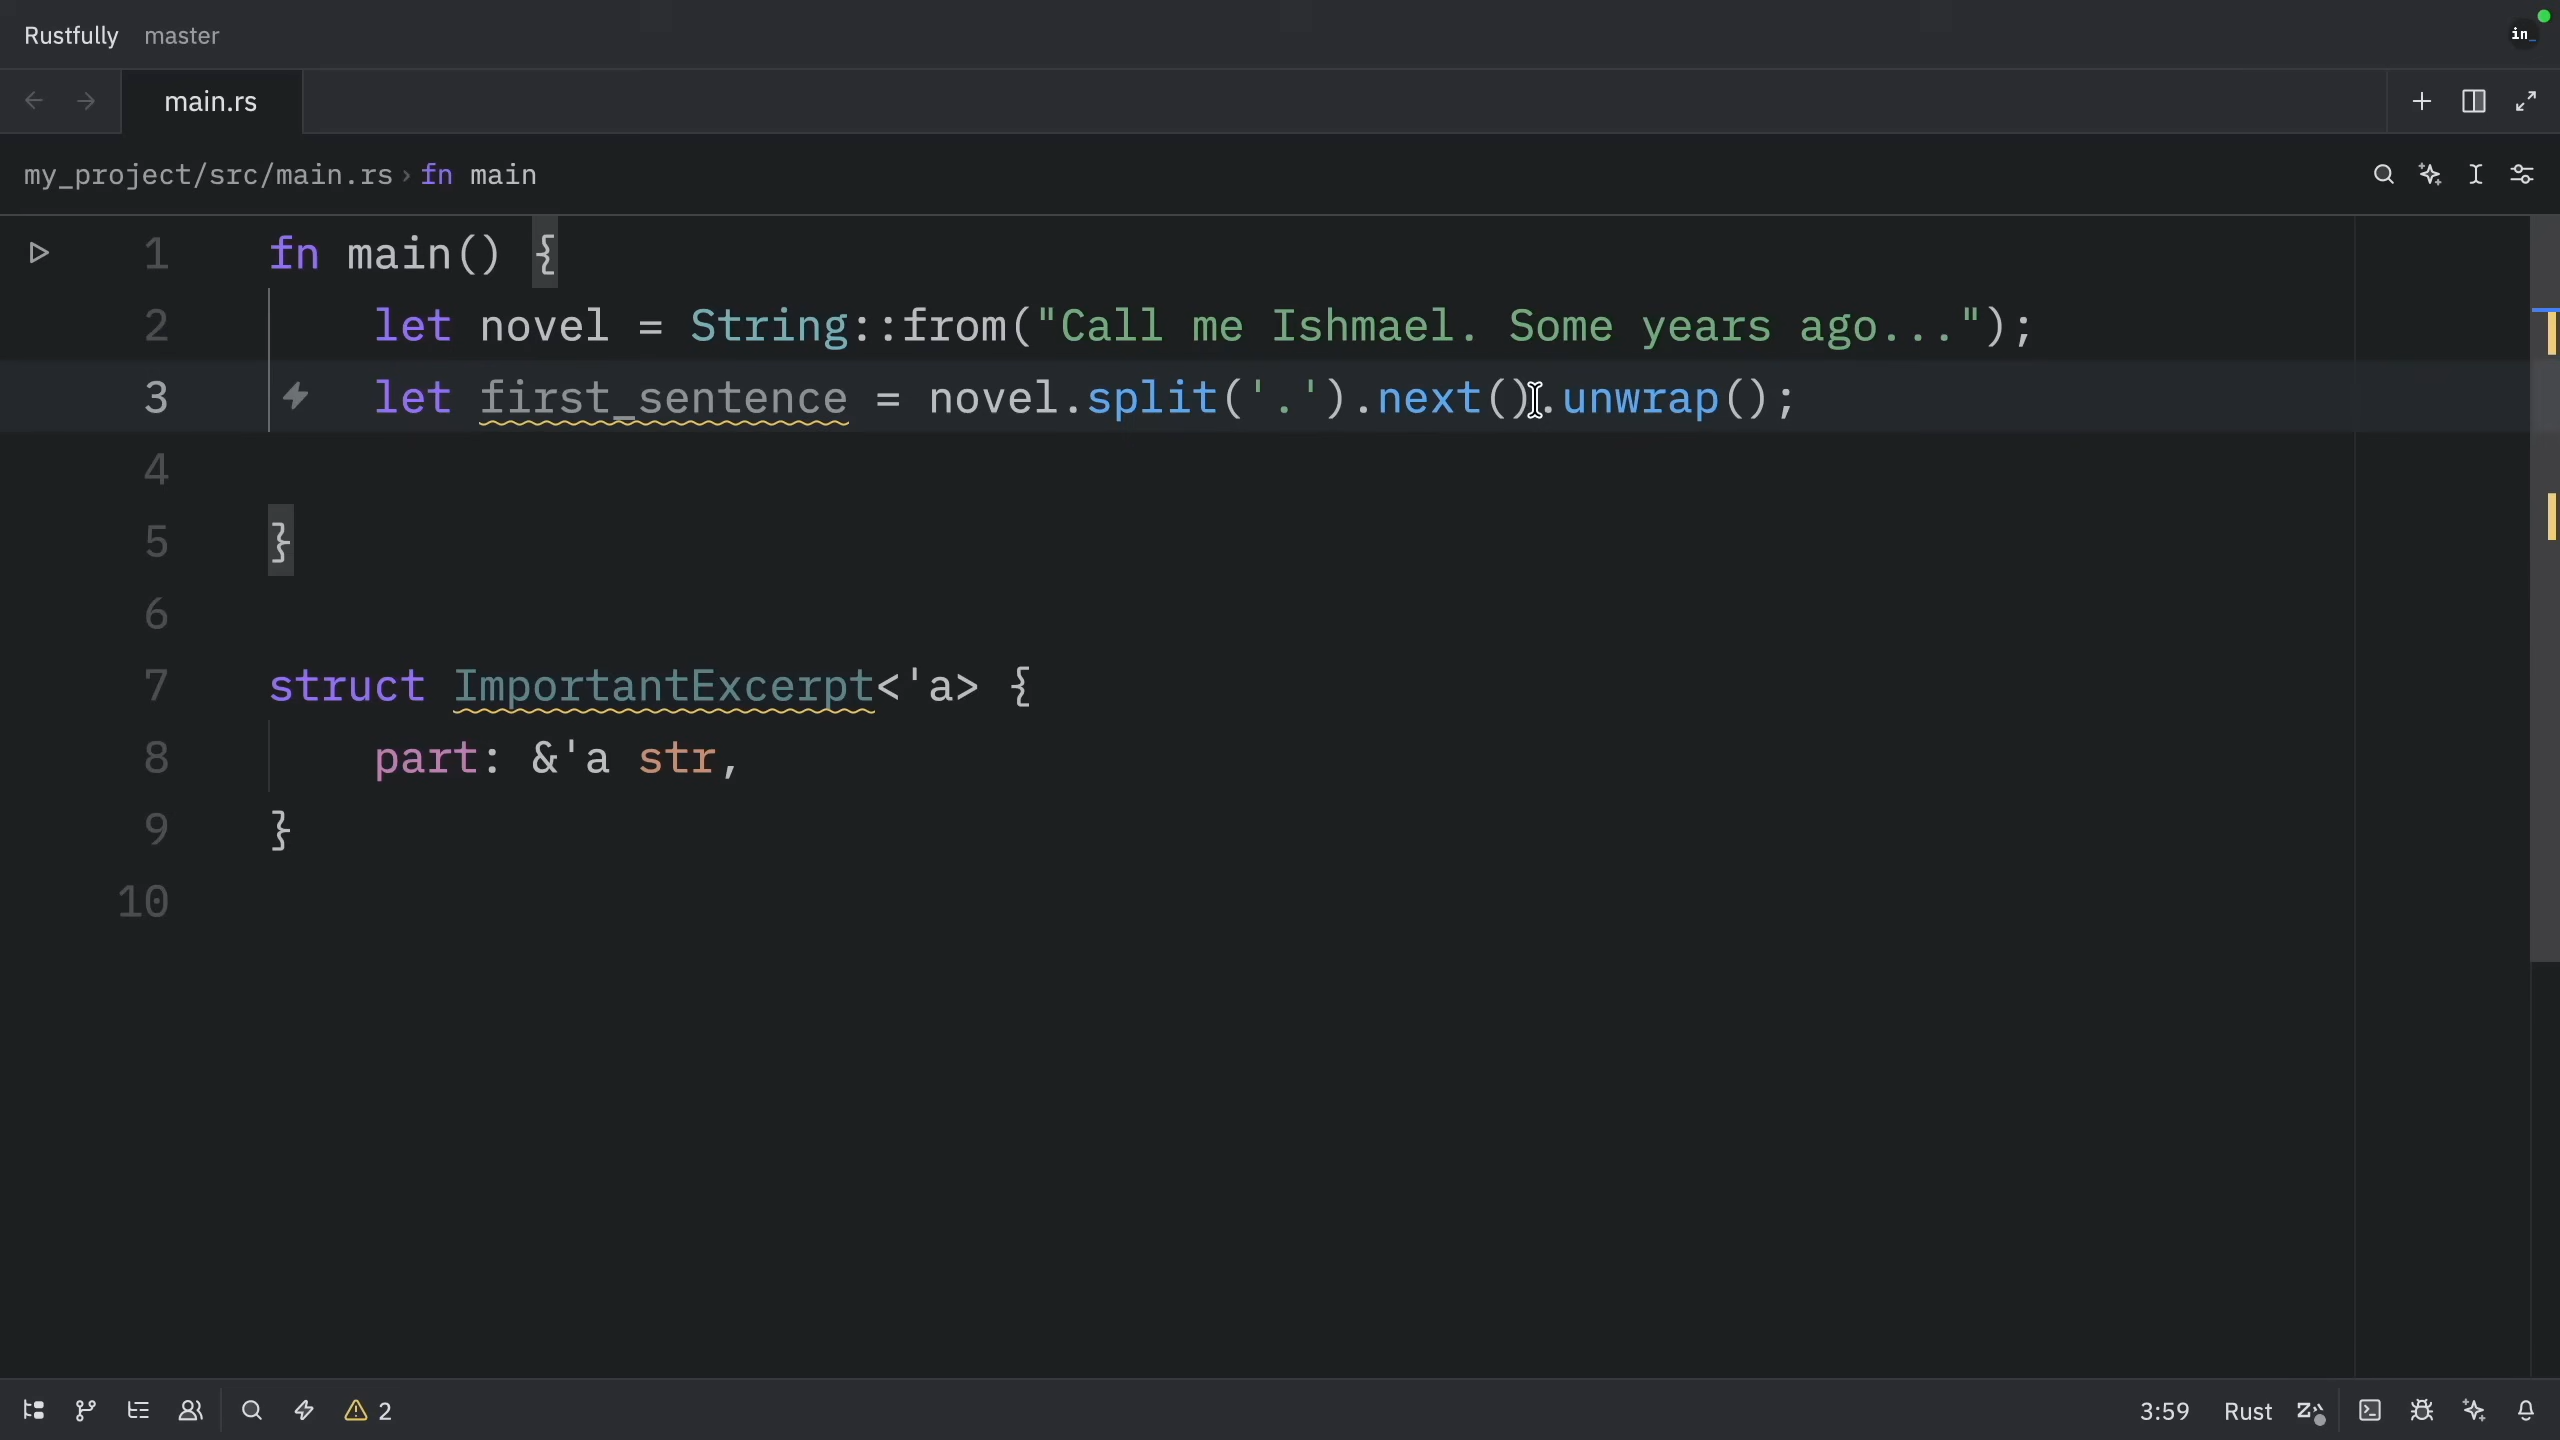 Rustfully master
in_
main.rs
my_project/src/main.rs › fn main
1 fn main() {
2 let novel = String::from("Call me Ishmael. Some years ago...");
3 let first_sentence = novel.split('.').next().unwrap();
4
5 }
6
7 struct ImportantExcerpt<'a> {
8 part: &'a str,
9 }
10
2 3:59 Rust